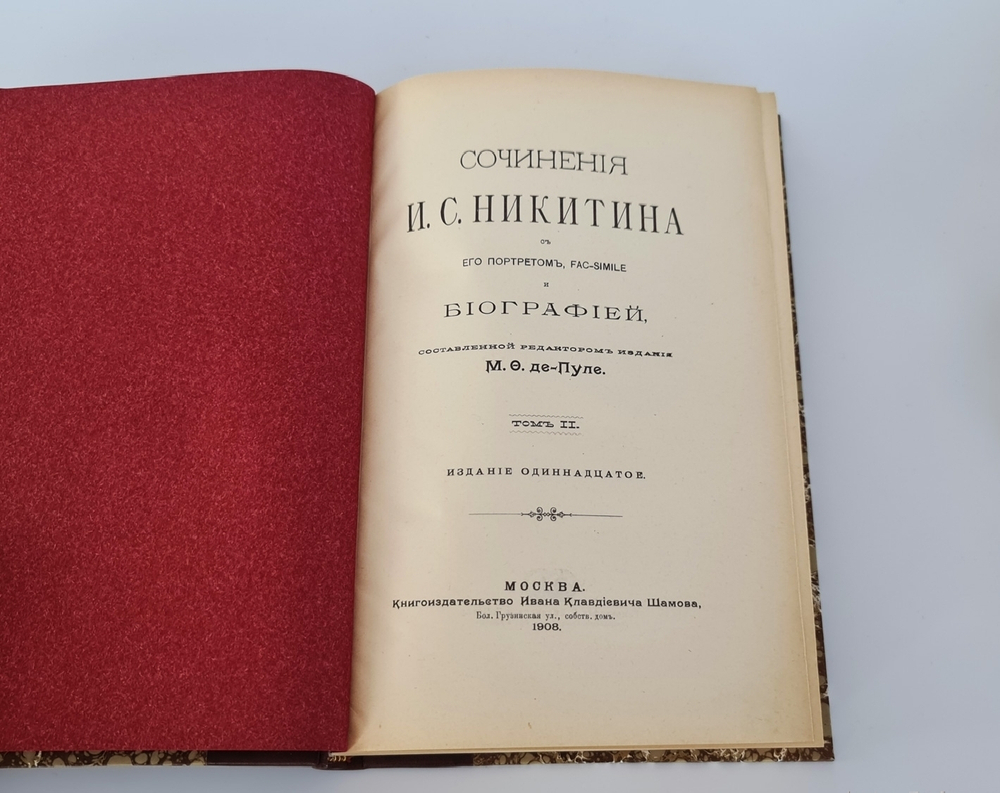 СОЧИНЕНІЯ
И. С. НИКИТИНА
съ
ЕГО ПОРТРЕТОМЪ, FAC-SIMILE
и
БІОГРАФІЕЙ,
СОСТАВЛЕННОЙ РЕДАКТОРОМЪ ИЗДАНІЯ
М. Ѳ. де-Пуле.
ТОМЪ II.
ИЗДАНІЕ ОДИННАДЦАТОЕ.
МОСКВА.
Книгоиздательство Ивана Клавдіевича Шамова,
Бол. Грузинская ул., собств. домъ.
1908.